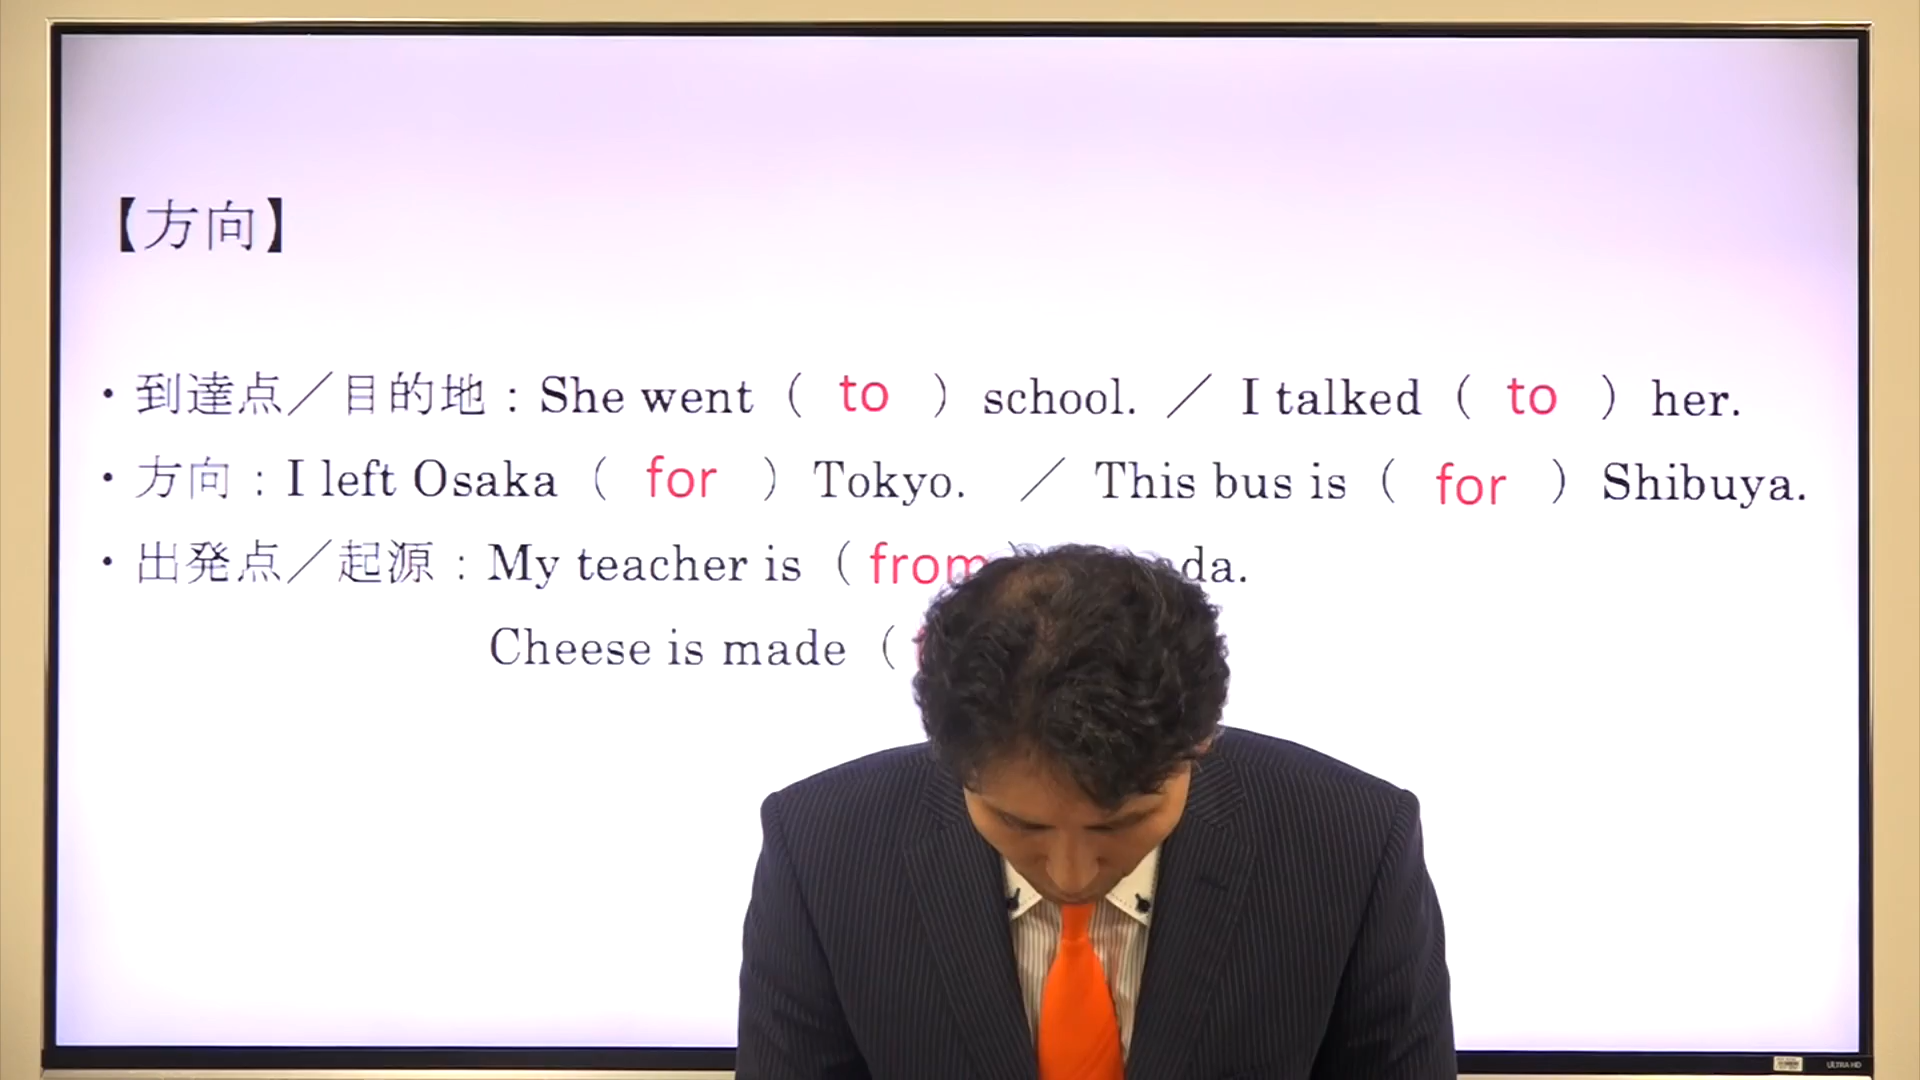 【方向】
・到達点／目的地：She went（ to ）school. ／ I talked（ to ）her.
・方向：I left Osaka（ for ）Tokyo. ／ This bus is（ for ）Shibuya.
・出発点／起源：My teacher is（ from da.
Cheese is made（
ULTRA HD